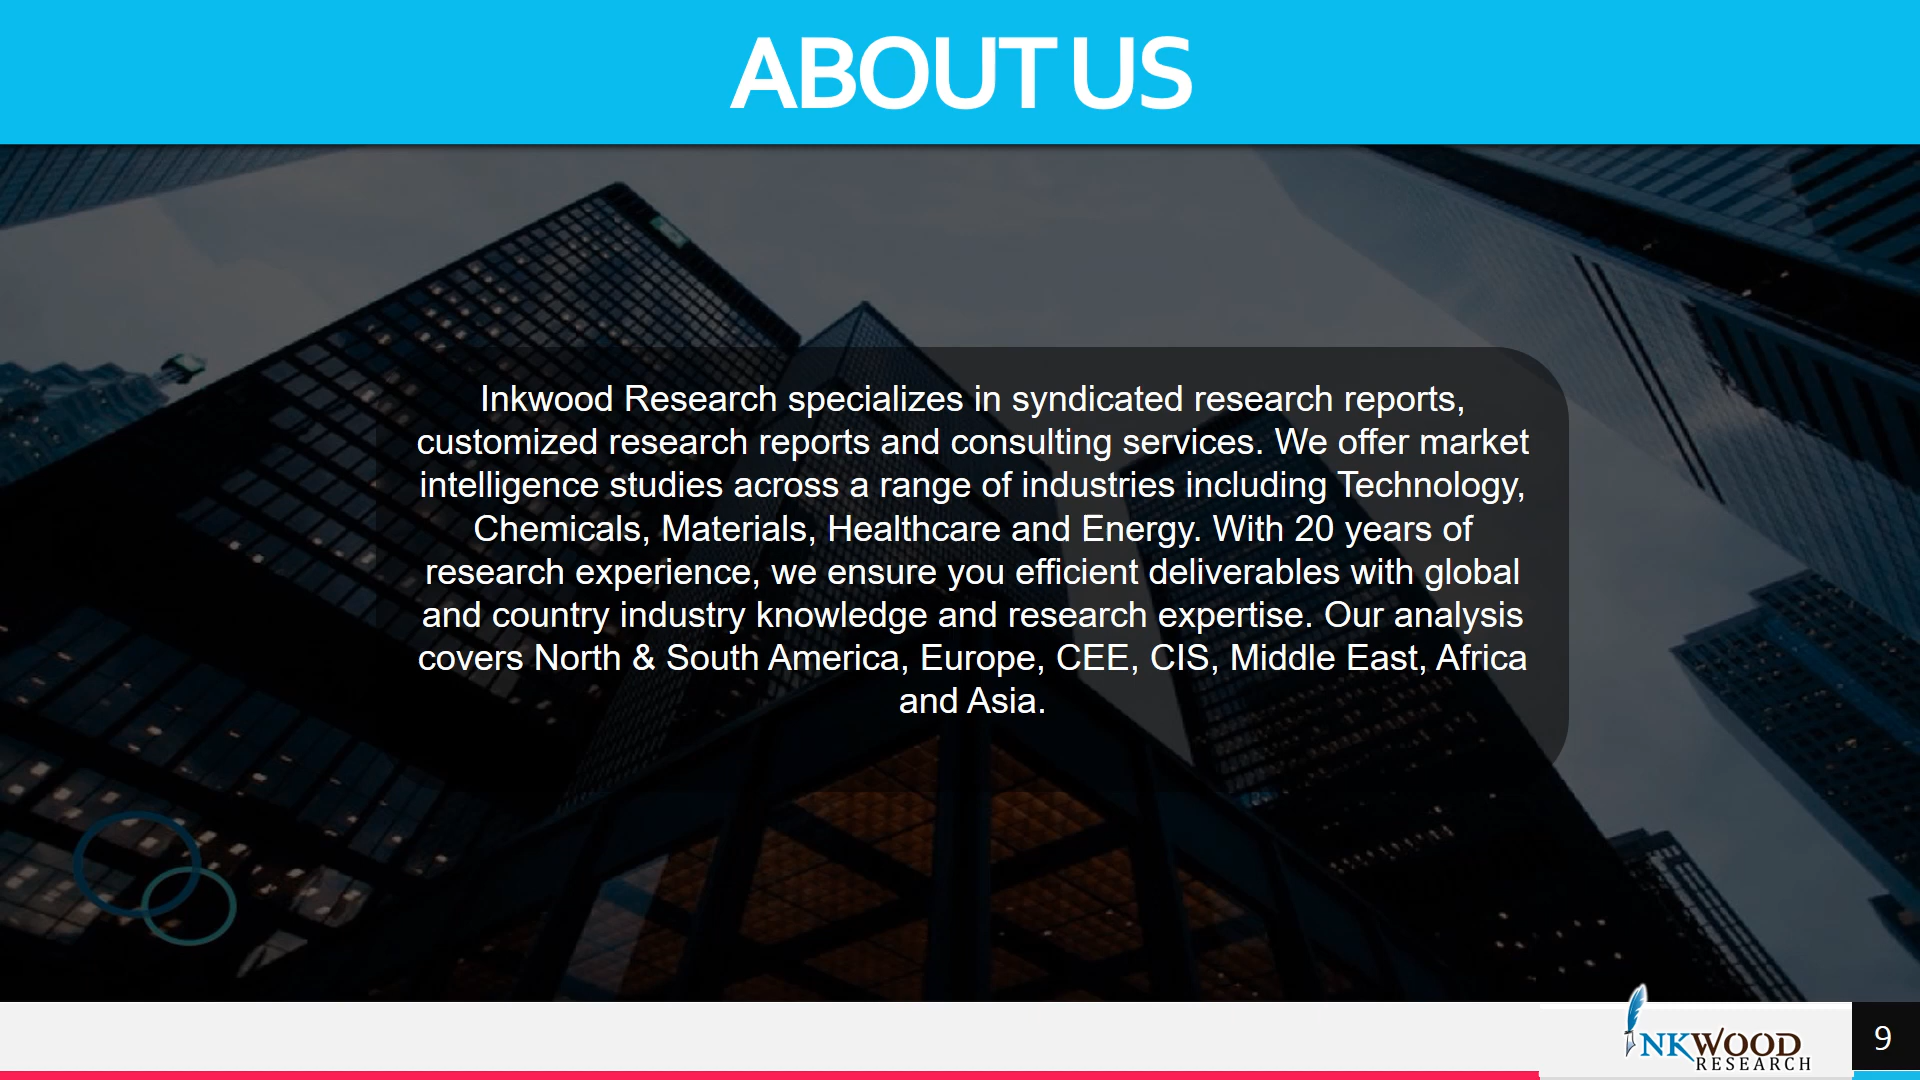 ABOUT US
Inkwood Research specializes in syndicated research reports,
customized research reports and consulting services. We offer market
intelligence studies across a range of industries including Technology,
Chemicals, Materials, Healthcare and Energy. With 20 years of
research experience, we ensure you efficient deliverables with global
and country industry knowledge and research expertise. Our analysis
covers North & South America, Europe, CEE, CIS, Middle East, Africa
and Asia.
INKWOOD
RESEARCH
9